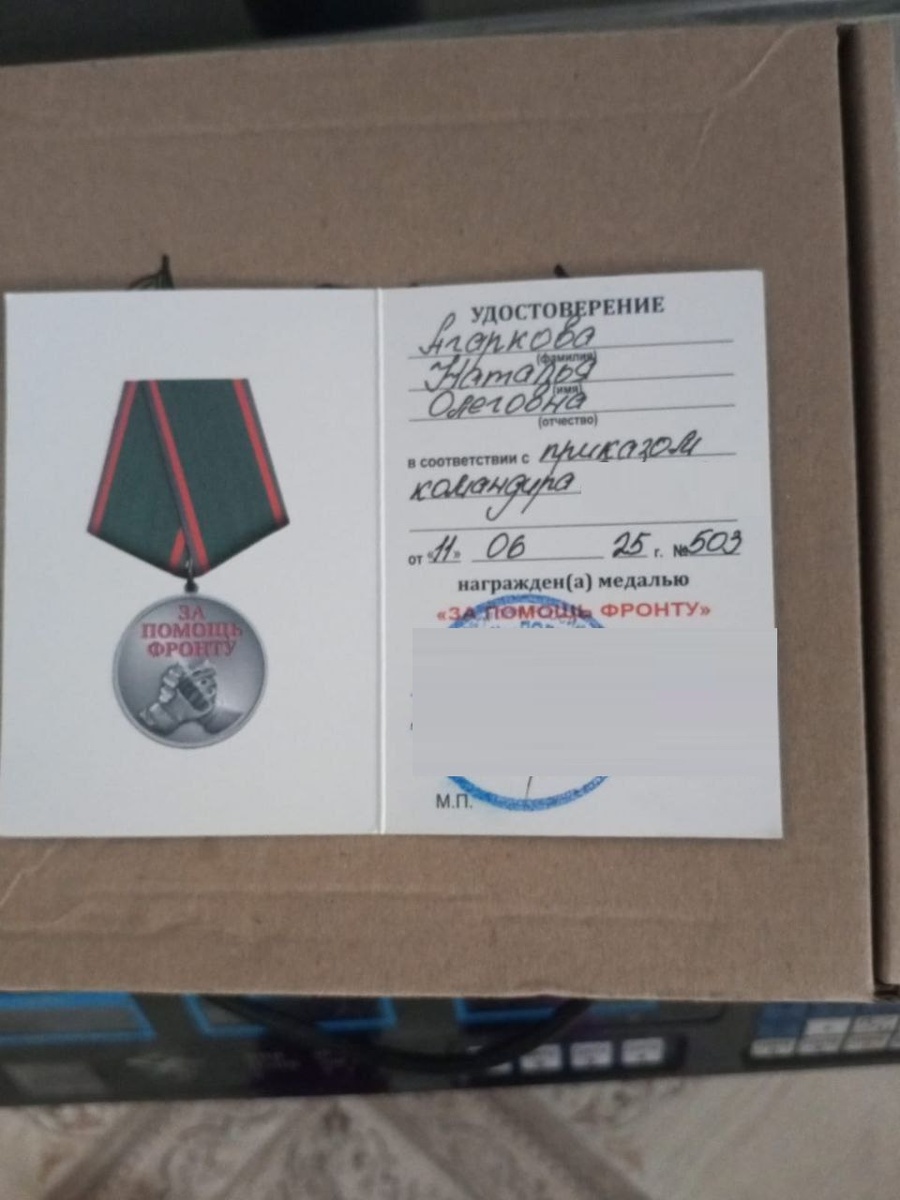 ЗА
ПОМОЩЬ
ФРОНТУ
УДОСТОВЕРЕНИЕ
Агаркова
(фамилия)
Наталья
(имя)
Олеговна
(отчество)
в соответствии с приказом
командира
от «11» 06 25 г. №503
награжден(а) медалью
«ЗА ПОМОЩЬ ФРОНТУ»
М.П.